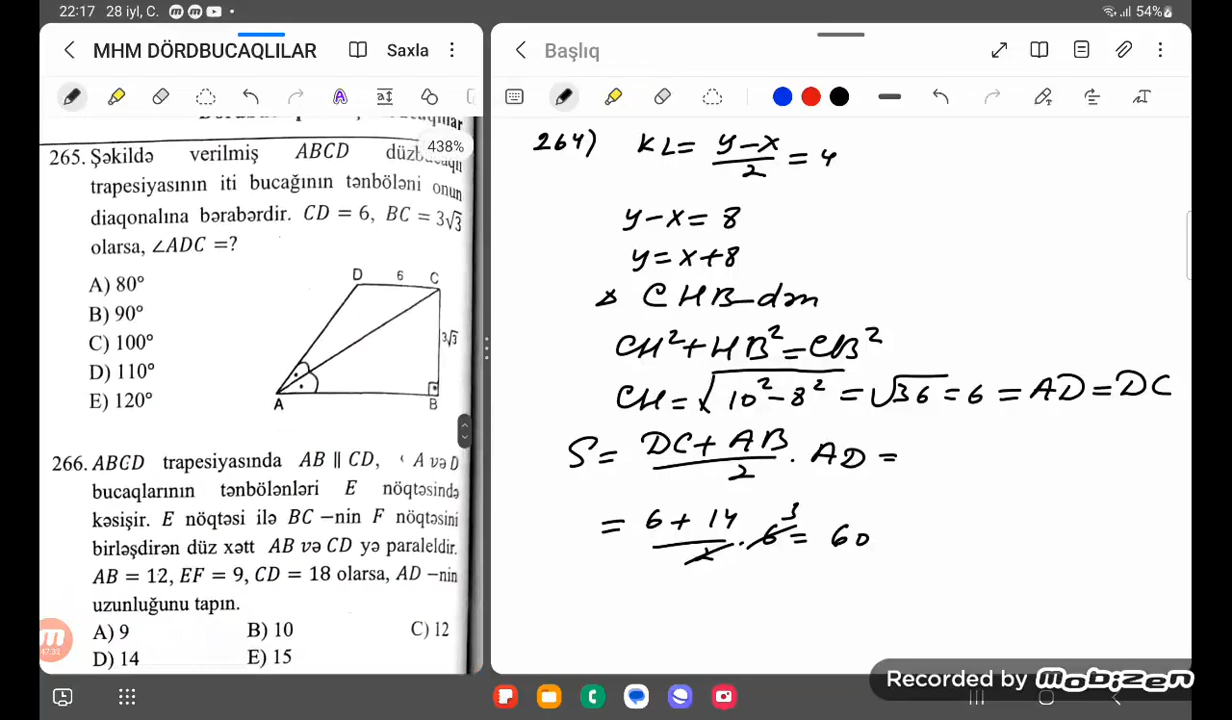 22:17 28 iyl, C. 54%
MHM DÖRDBUCAQLILAR Saxla
438%
265. Şəkildə verilmiş ABCD düzbucaqlı
trapesiyasının iti bucağının tənböləni onun
diaqonalına bərabərdir. CD = 6, BC = 3√3
olarsa, ∠ADC =?
A) 80°
B) 90°
C) 100°
D) 110°
E) 120°
D 6 C
3√3
A B
266. ABCD trapesiyasında AB ∥ CD, A və D
bucaqlarının tənbölənləri E nöqtəsində
kəsişir. E nöqtəsi ilə BC −nin F nöqtəsini
birləşdirən düz xətt AB və CD yə paraleldir.
AB = 12, EF = 9, CD = 18 olarsa, AD −nin
uzunluğunu tapın.
A) 9 B) 10 C) 12
D) 14 E) 15
47:32
Başlıq
264) KL = y−x/2 = 4
y−x = 8
y = x+8
△ CHB-dən
CH² + HB² = CB²
CH = √10²−8² = √36 = 6 = AD = DC
S = DC + AB/2 · AD =
= 6 + 14/2 · 6 3 = 60
Recorded by mobizen